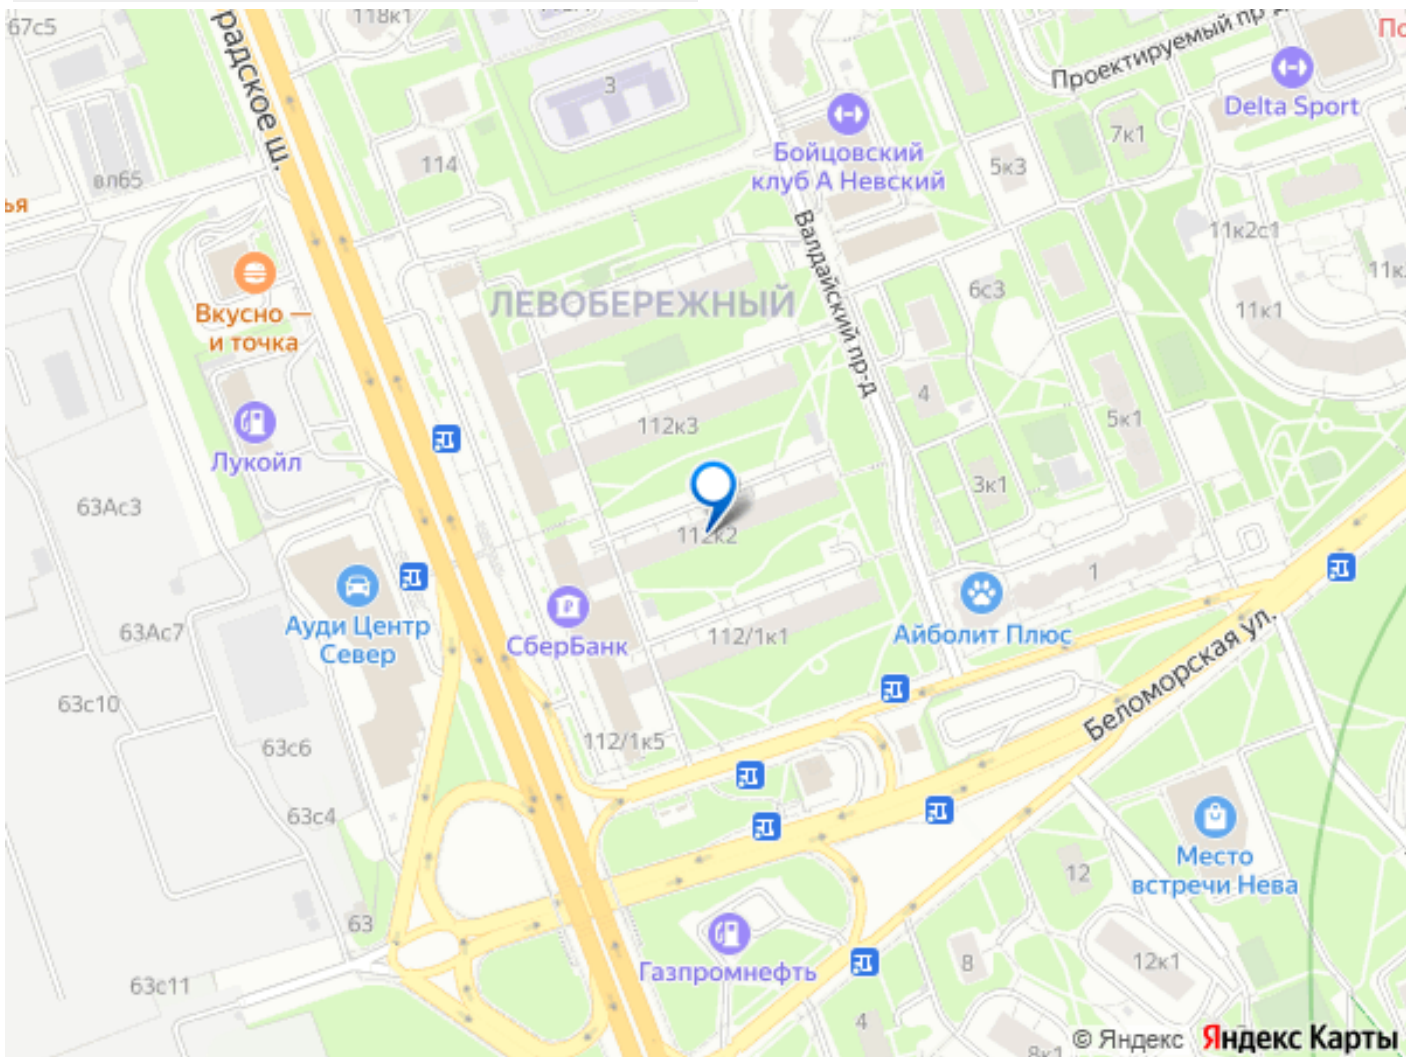 67с5
118к1
радское ш.
3
Проектируемый пр-д
Delta Sport
7к1
Бойцовский
клуб А Невский
5к3
114
вл65
ья
Валдайский пр-д
11к2с1
6с3
11к
11к1
ЛЕВОБЕРЕЖНЫЙ
Вкусно —
и точка
4
5к1
112к3
Лукойл
3к1
63Ас3
112к2
1
Ауди Центр
Север
СберБанк
112/1к1
Айболит Плюс
63Ас7
Беломорская ул.
63с10
63с6
112/1к5
63с4
Место
встречи Нева
12
63
Газпромнефть
8
12к1
63с11
4
8к1
© Яндекс
Яндекс Карты